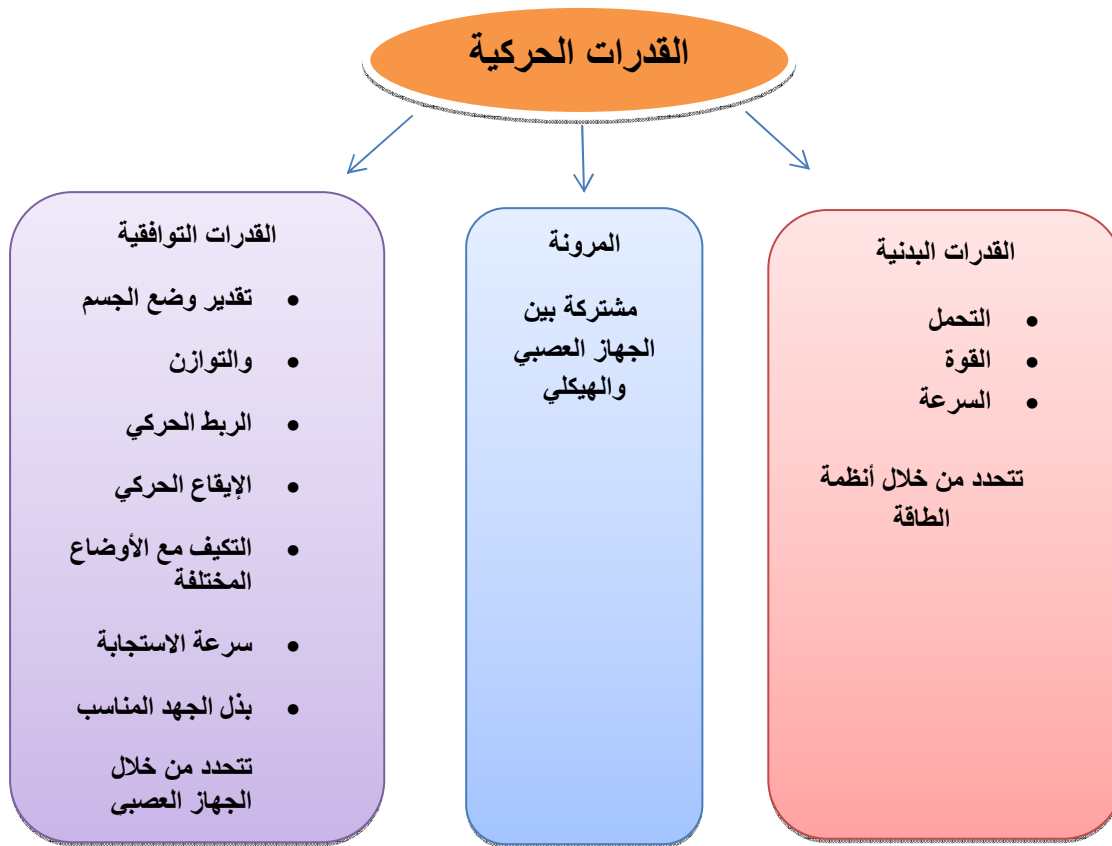 القدرات الحركية
القدرات البدنية
• التحمل
• القوة
• السرعة
تتحدد من خلال أنظمة
الطاقة
المرونة
مشتركة بين
الجهاز العصبي
والهيكلي
القدرات التوافقية
• تقدير وضع الجسم
• والتوازن
• الربط الحركي
• الإيقاع الحركي
• التكيف مع الأوضاع
المختلفة
• سرعة الاستجابة
• بذل الجهد المناسب
تتحدد من خلال
الجهاز العصبي